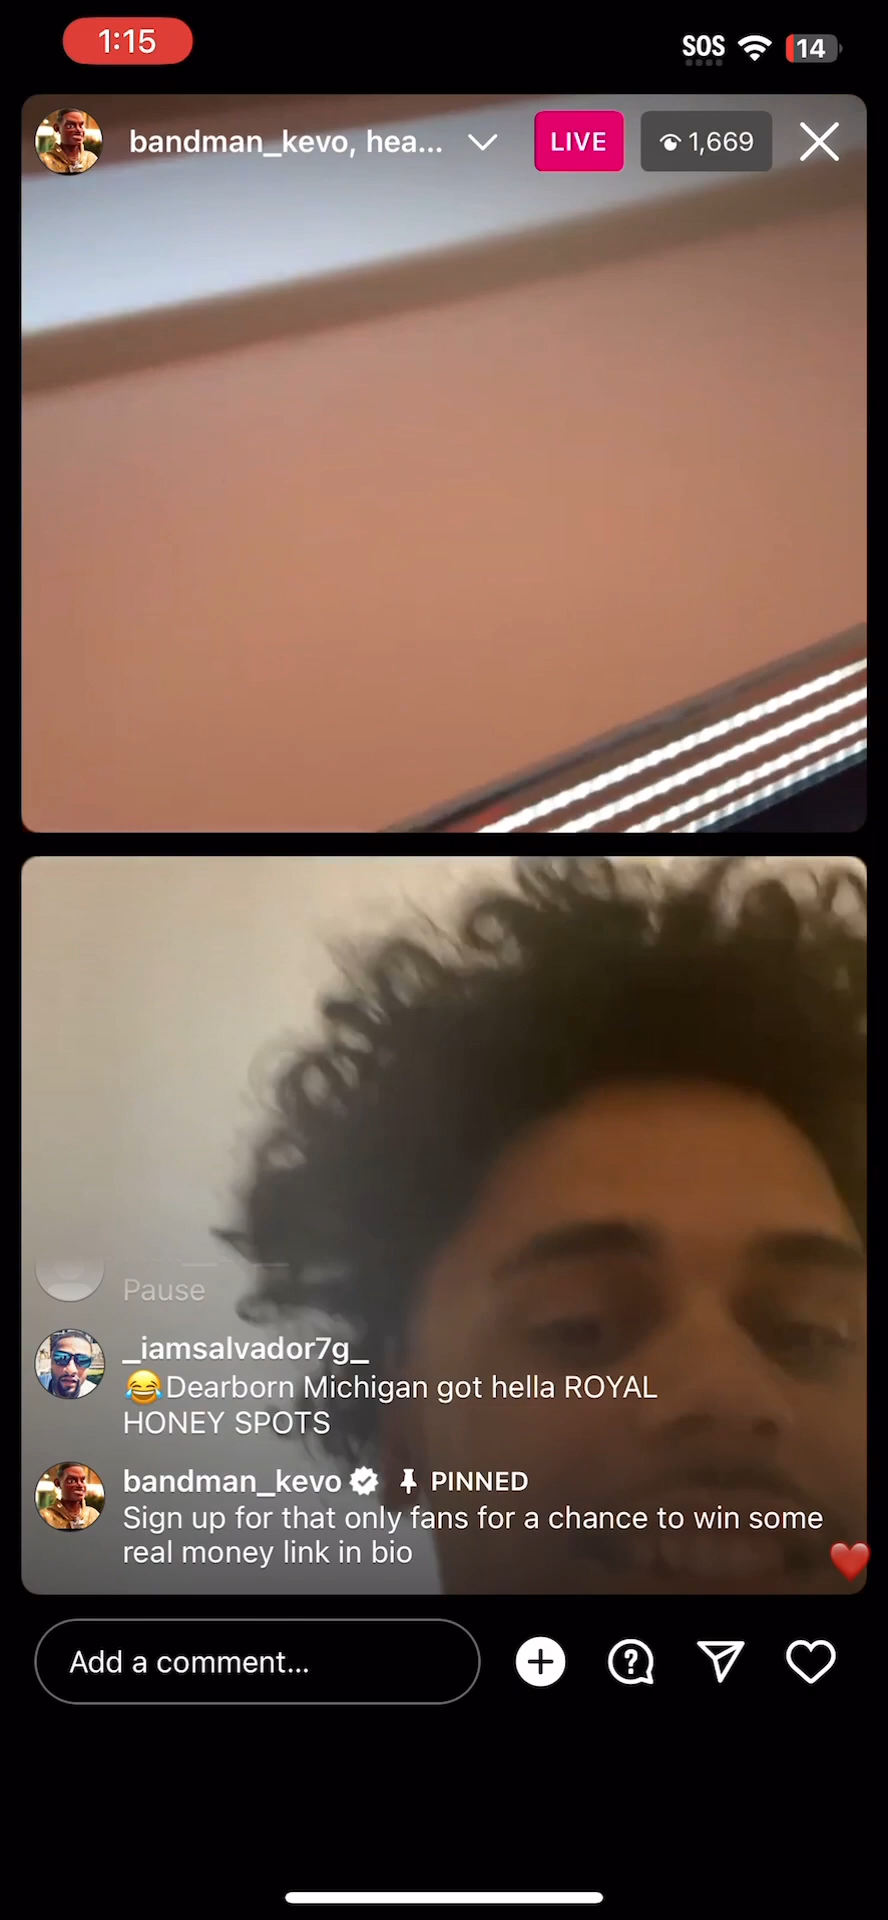 1:15
SOS
14
bandman_kevo, hea...
LIVE
1,669
Pause
_iamsalvador7g_
😂Dearborn Michigan got hella ROYAL
HONEY SPOTS
bandman_kevo PINNED
Sign up for that only fans for a chance to win some
real money link in bio
Add a comment...